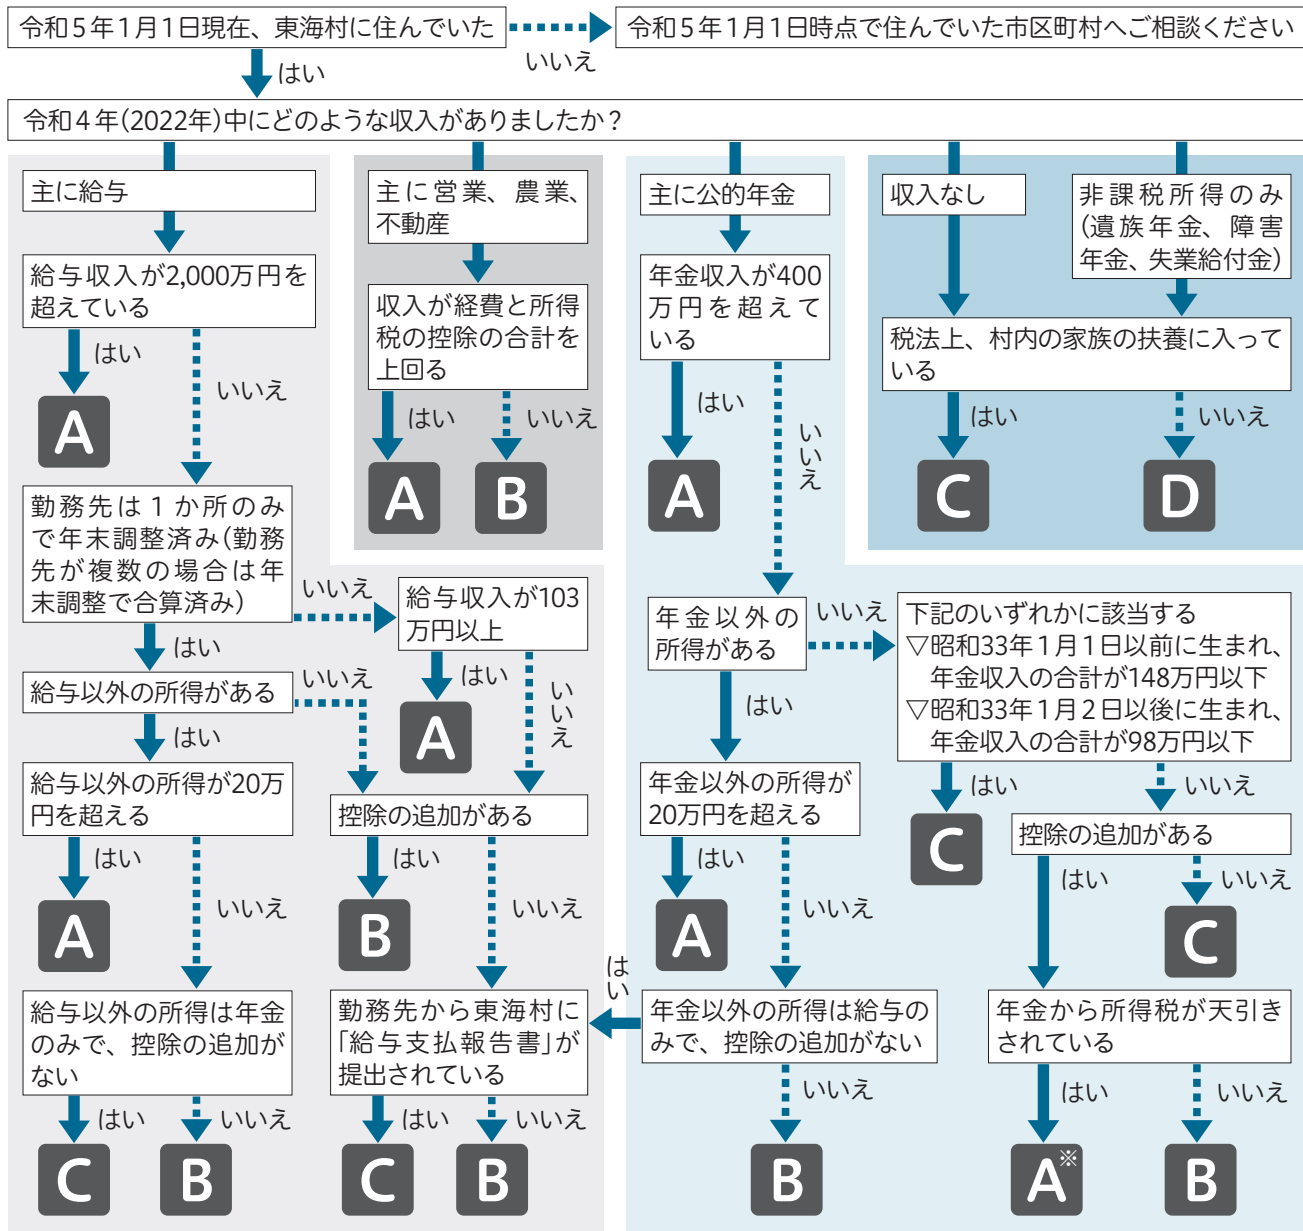 令和5年1月1日現在、東海村に住んでいた
いいえ
令和5年1月1日時点で住んでいた市区町村へご相談ください
はい
令和4年(2022年)中にどのような収入がありましたか？
主に給与
給与収入が2,000万円を
超えている
はい
いいえ
A
勤務先は1か所のみ
で年末調整済み(勤務
先が複数の場合は年
末調整で合算済み)
いいえ
はい
給与収入が103
万円以上
はい
いいえ
A
給与以外の所得がある
いいえ
はい
給与以外の所得が20万
円を超える
はい
いいえ
A
控除の追加がある
はい
いいえ
B
給与以外の所得は年金
のみで、控除の追加が
ない
はい
いいえ
C
B
勤務先から東海村に
「給与支払報告書」が
提出されている
はい
いいえ
C
B
主に営業、農業、
不動産
収入が経費と所得
税の控除の合計を
上回る
はい
いいえ
A
B
主に公的年金
年金収入が400
万円を超えて
いる
はい
いいえ
A
年金以外の
所得がある
いいえ
はい
年金以外の所得が
20万円を超える
はい
いいえ
A
年金以外の所得は給与の
みで、控除の追加がない
はい
いいえ
B
下記のいずれかに該当する
▽昭和33年1月1日以前に生まれ、
年金収入の合計が148万円以下
▽昭和33年1月2日以後に生まれ、
年金収入の合計が98万円以下
はい
いいえ
C
控除の追加がある
はい
いいえ
C
年金から所得税が天引き
されている
はい
いいえ
A※
B
収入なし
非課税所得のみ
(遺族年金、障害
年金、失業給付金)
税法上、村内の家族の扶養に入って
いる
はい
いいえ
C
D